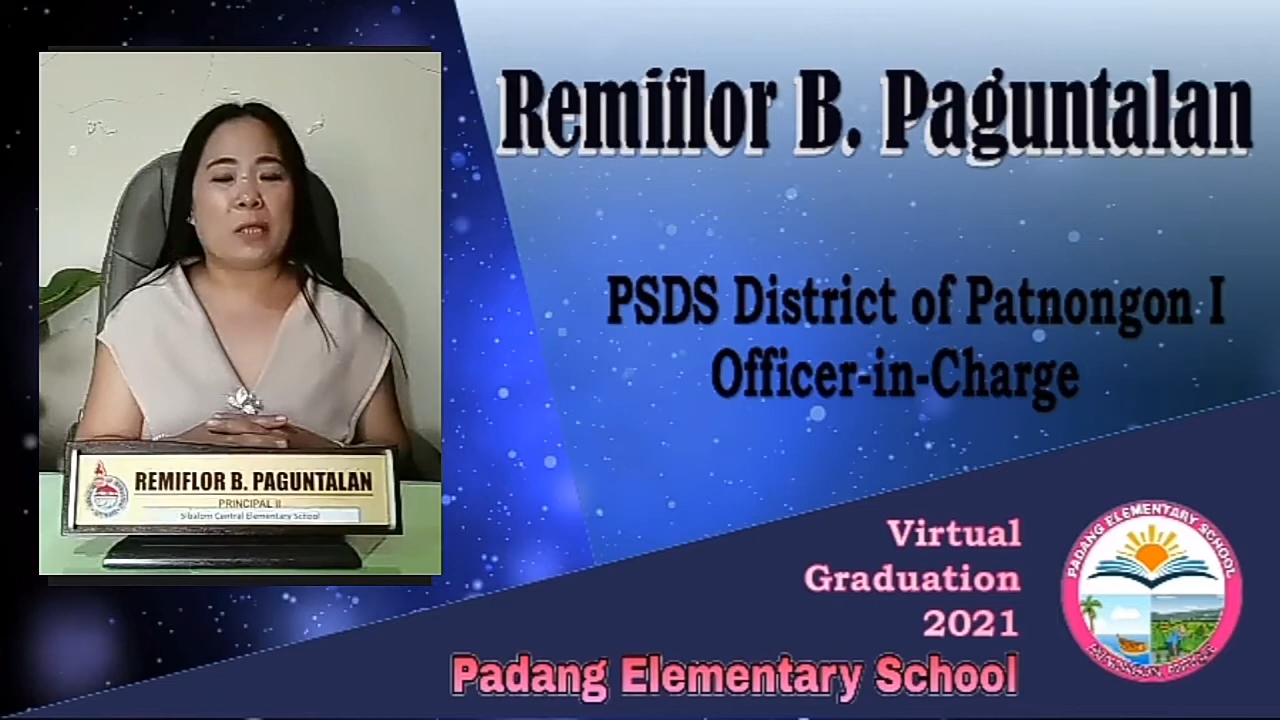 Remiflor B. Paguntalan
PSDS District of Patnongon I
Officer-in-Charge
REMIFLOR B. PAGUNTALAN
PRINCIPAL II
Sibalom Central Elementary School
Virtual
Graduation
2021
Padang Elementary School
PADANG ELEMENTARY SCHOOL